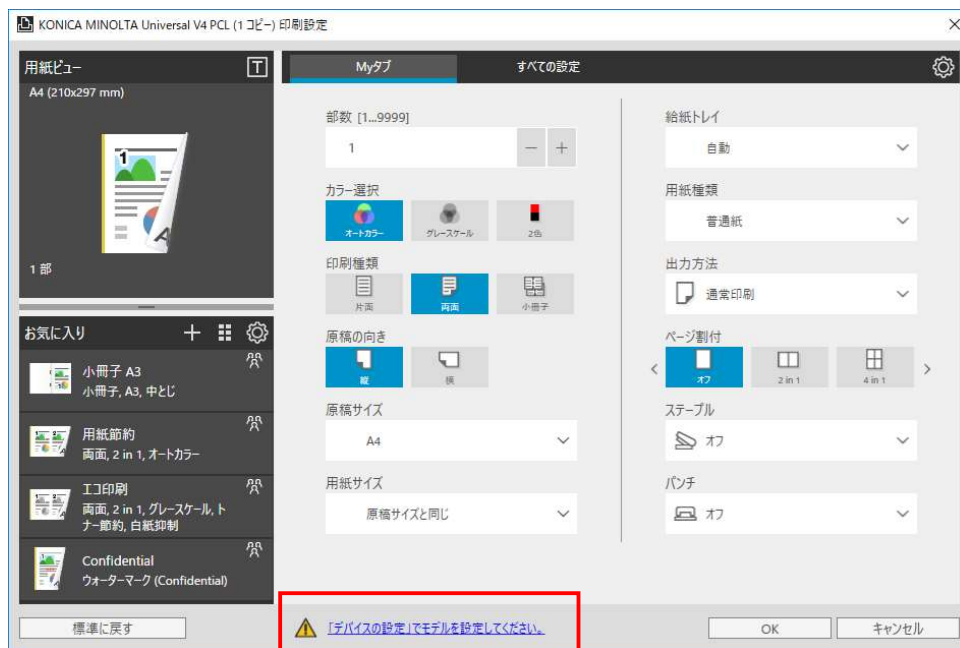 KONICA MINOLTA Universal V4 PCL (1 コピー) 印刷設定
用紙ビュー
T
A4 (210x297 mm)
1
A
1 部
お気に入り
小冊子 A3
小冊子, A3, 中とじ
用紙節約
両面, 2 in 1, オートカラー
エコ印刷
両面, 2 in 1, グレースケール, ト
ナー節約, 白紙抑制
Confidential
ウォーターマーク (Confidential)
標準に戻す
Myタブ
すべての設定
部数 [1...9999]
1
カラー選択
オートカラー
グレースケール
2色
印刷種類
片面
両面
小冊子
原稿の向き
縦
横
原稿サイズ
A4
用紙サイズ
原稿サイズと同じ
給紙トレイ
自動
用紙種類
普通紙
出力方法
通常印刷
ページ割付
オフ
2 in 1
4 in 1
ステープル
オフ
パンチ
オフ
「デバイスの設定」でモデルを設定してください。
OK
キャンセル